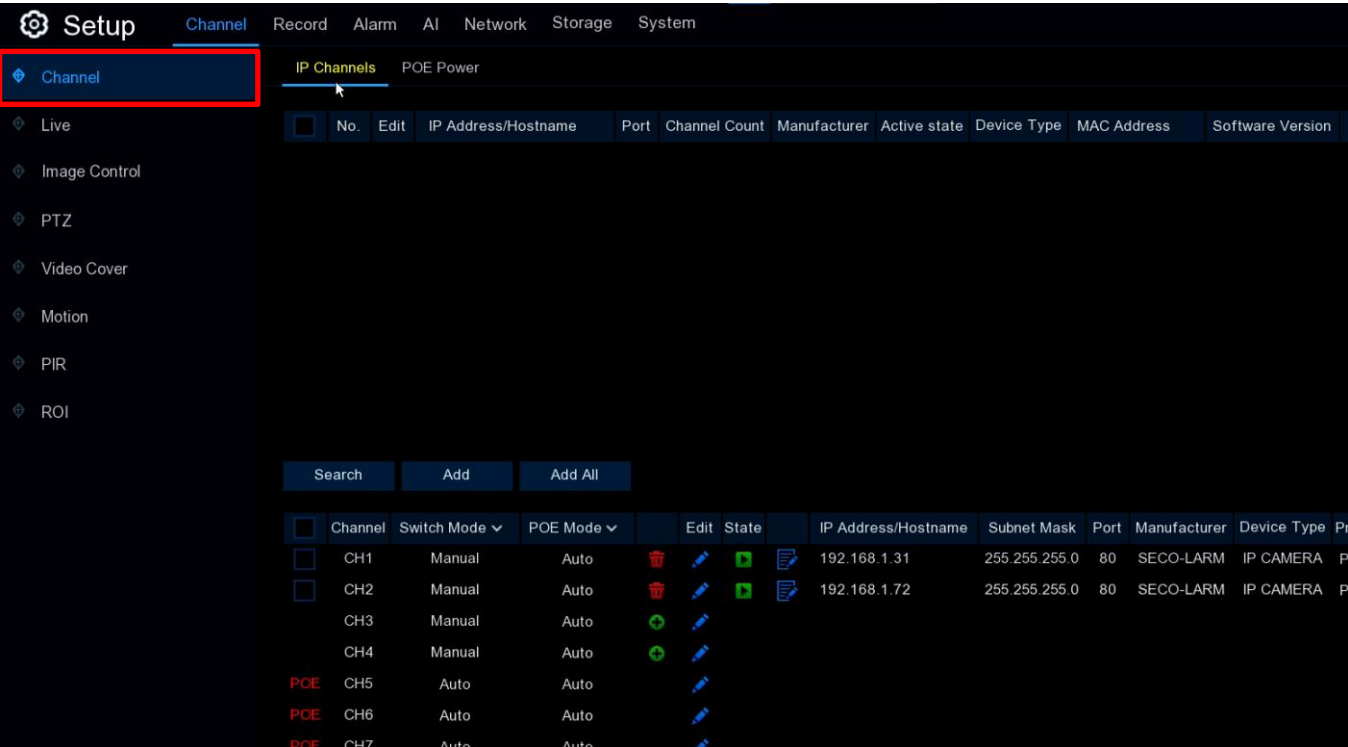 Setup Channel Record Alarm AI Network Storage System
Channel
IP Channels POE Power
Live
No. Edit IP Address/Hostname Port Channel Count Manufacturer Active state Device Type MAC Address Software Version
Image Control
PTZ
Video Cover
Motion
PIR
ROI
Search Add Add All
Channel Switch Mode POE Mode Edit State IP Address/Hostname Subnet Mask Port Manufacturer Device Type
CH1 Manual Auto 192.168.1.31 255.255.255.0 80 SECO-LARM IP CAMERA
CH2 Manual Auto 192.168.1.72 255.255.255.0 80 SECO-LARM IP CAMERA
CH3 Manual Auto
CH4 Manual Auto
POE CH5 Auto Auto
POE CH6 Auto Auto
POE CH7 Auto Auto